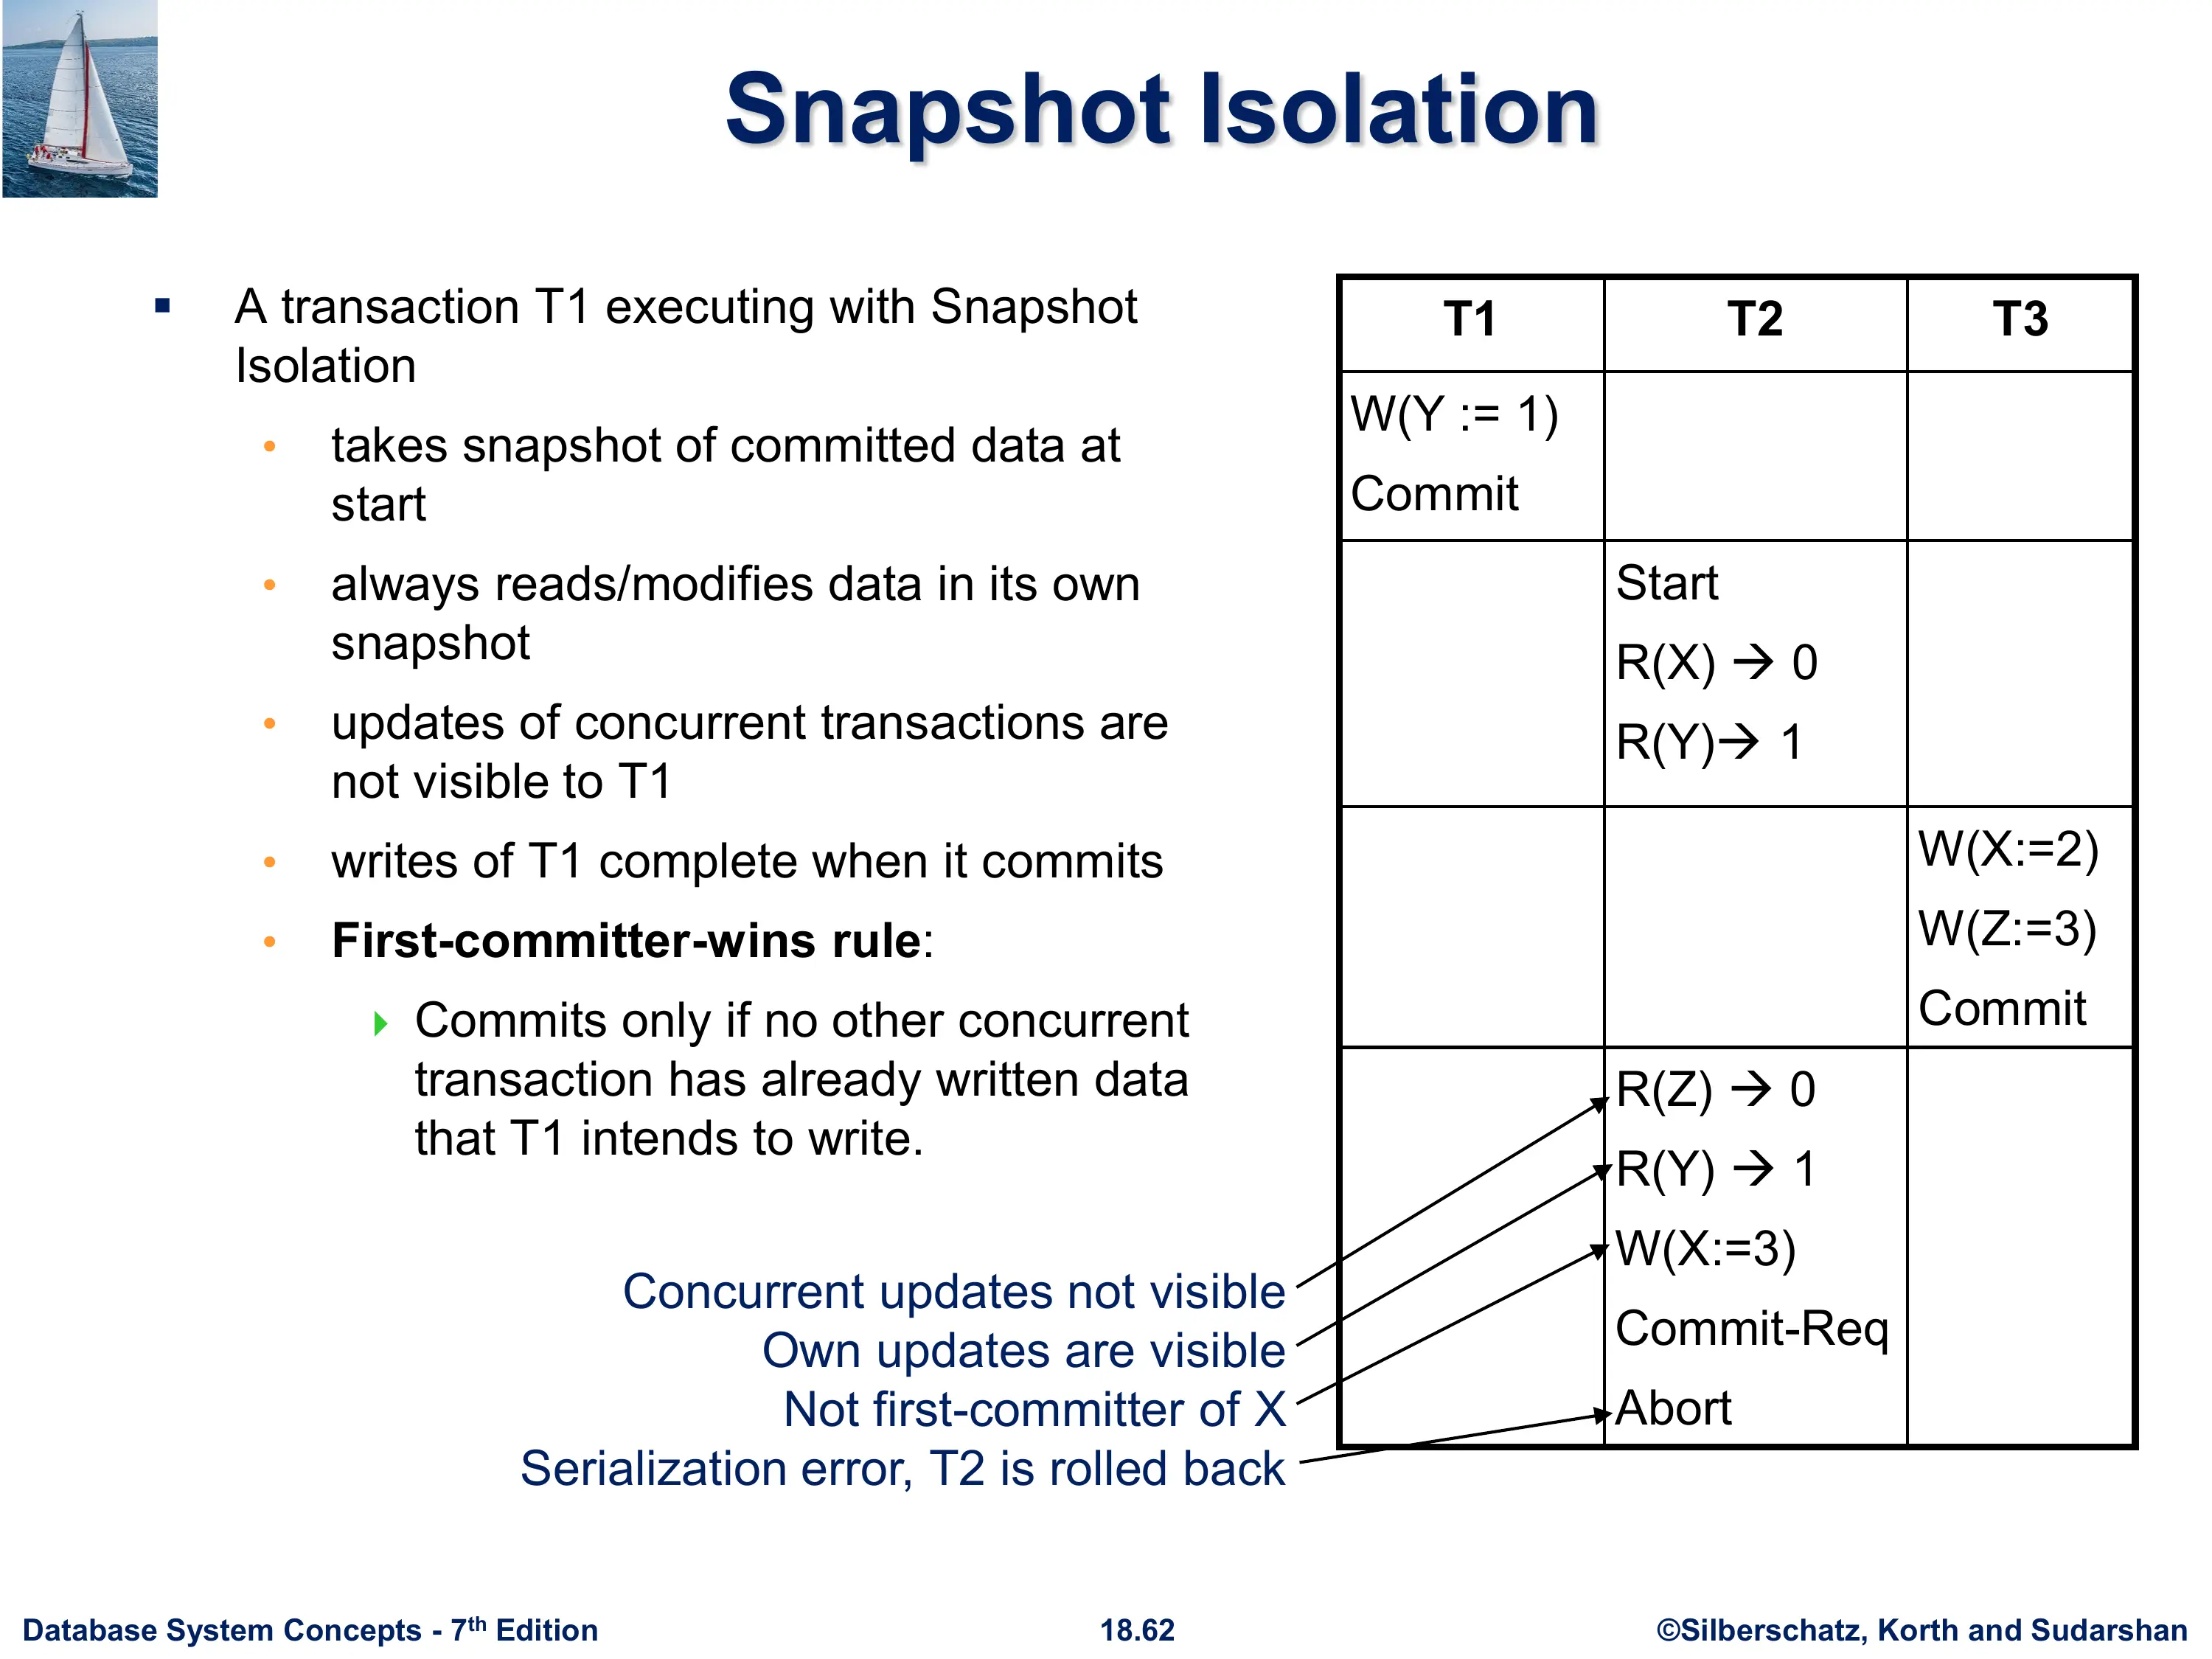 Snapshot Isolation
A transaction T1 executing with Snapshot
Isolation
takes snapshot of committed data at
start
always reads/modifies data in its own
snapshot
updates of concurrent transactions are
not visible to T1
writes of T1 complete when it commits
First-committer-wins rule:
Commits only if no other concurrent
transaction has already written data
that T1 intends to write.
Concurrent updates not visible
Own updates are visible
Not first-committer of X
Serialization error, T2 is rolled back
T1 T2 T3
W(Y := 1)
Commit
Start
R(X) → 0
R(Y)→ 1
W(X:=2)
W(Z:=3)
Commit
R(Z) → 0
R(Y) → 1
W(X:=3)
Commit-Req
Abort
Database System Concepts - 7th Edition 18.62 ©Silberschatz, Korth and Sudarshan